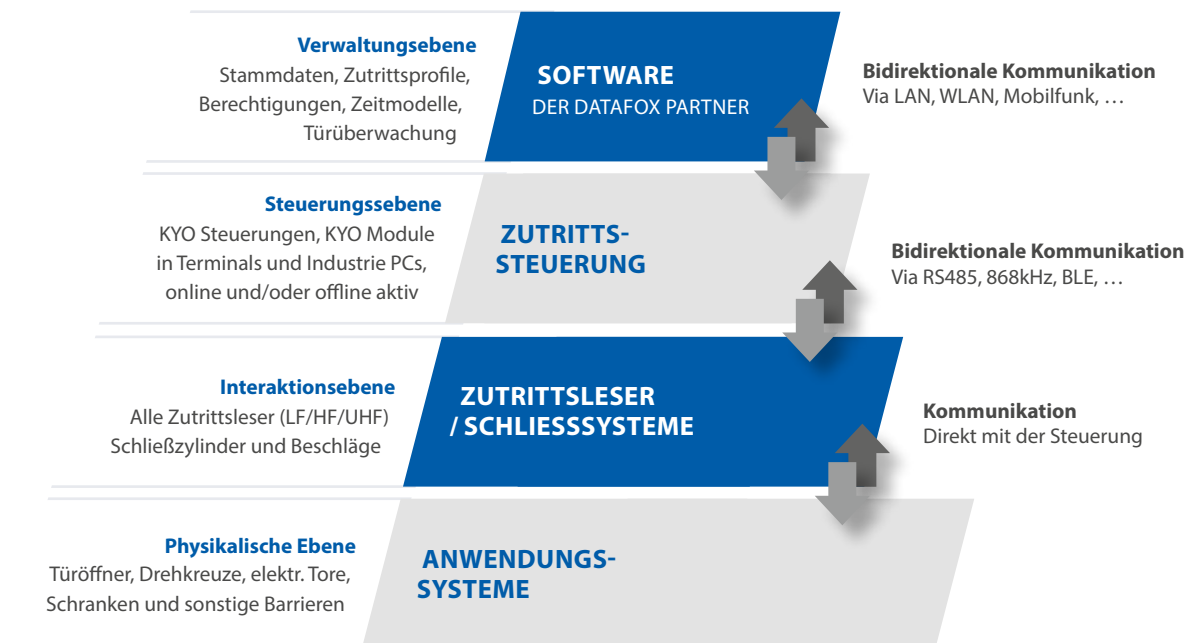 Verwaltungsebene
Stammdaten, Zutrittsprofile,
Berechtigungen, Zeitmodelle,
Türüberwachung
SOFTWARE
DER DATAFOX PARTNER
Bidirektionale Kommunikation
Via LAN, WLAN, Mobilfunk, …
Steuerungssebene
KYO Steuerungen, KYO Module
in Terminals und Industrie PCs,
online und/oder offline aktiv
ZUTRITTS-
STEUERUNG
Bidirektionale Kommunikation
Via RS485, 868kHz, BLE, …
Interaktionsebene
Alle Zutrittsleser (LF/HF/UHF)
Schließzylinder und Beschläge
ZUTRITTSLESER
/ SCHLIESSSYSTEME
Kommunikation
Direkt mit der Steuerung
Physikalische Ebene
Türöffner, Drehkreuze, elektr. Tore,
Schranken und sonstige Barrieren
ANWENDUNGS-
SYSTEME